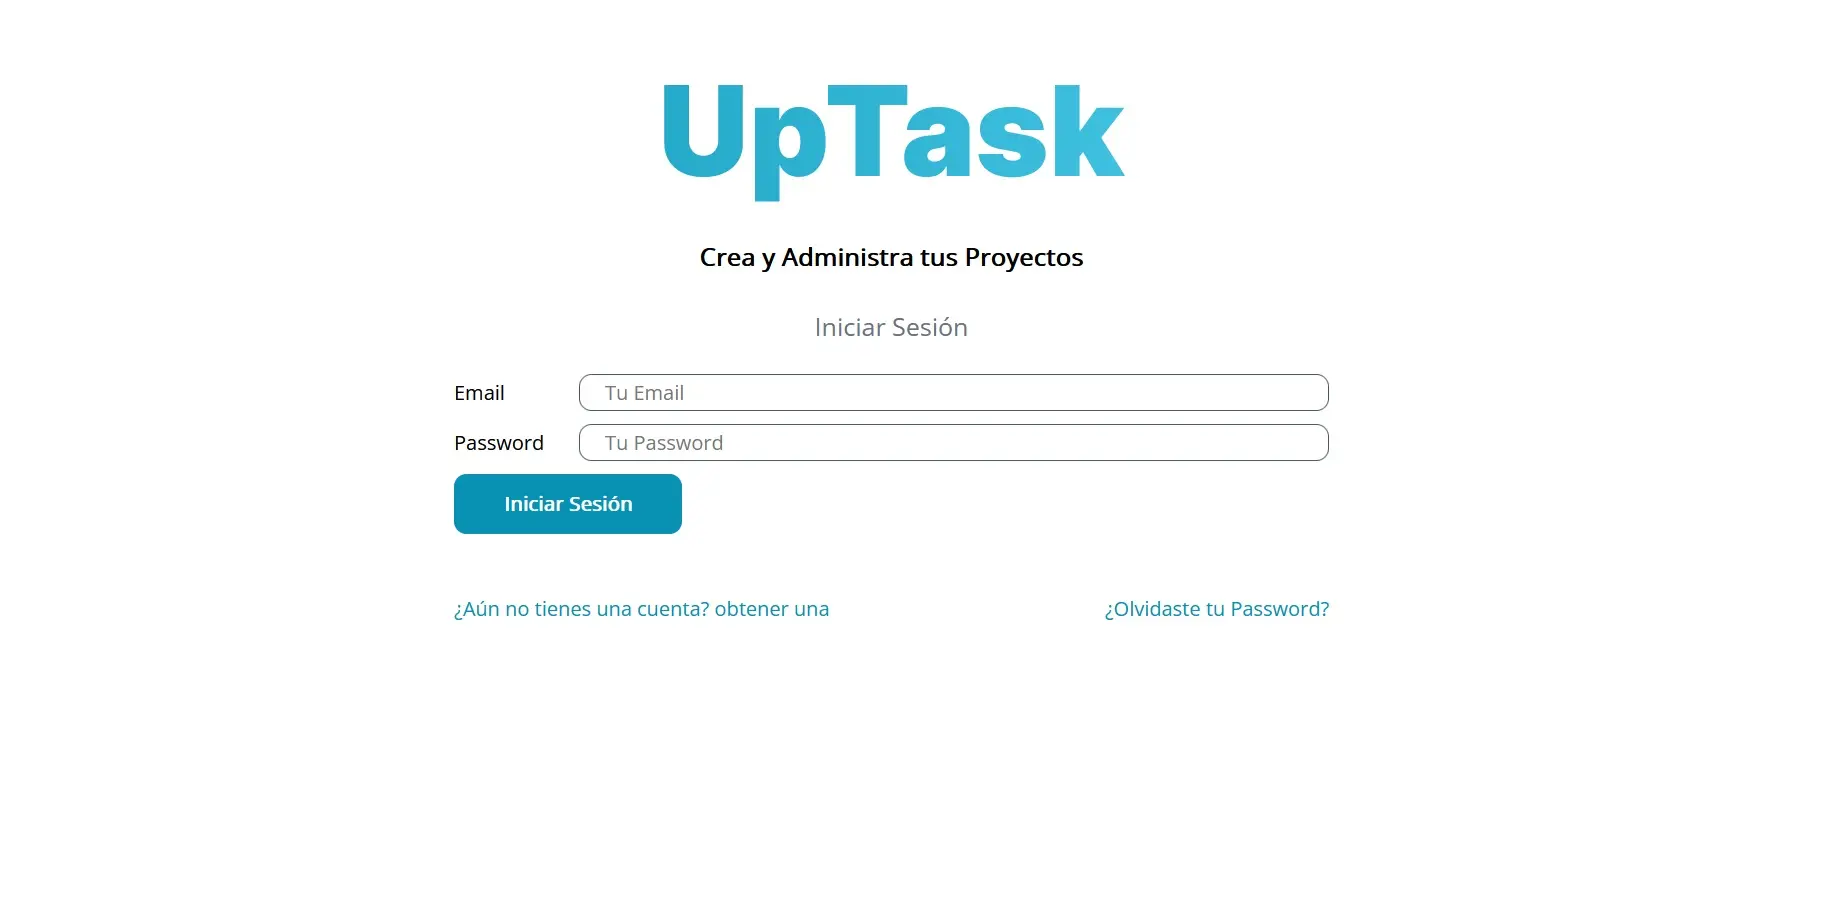 UpTask
Crea y Administra tus Proyectos
Iniciar Sesión
Email
Tu Email
Password
Tu Password
Iniciar Sesión
¿Aún no tienes una cuenta? obtener una
¿Olvidaste tu Password?